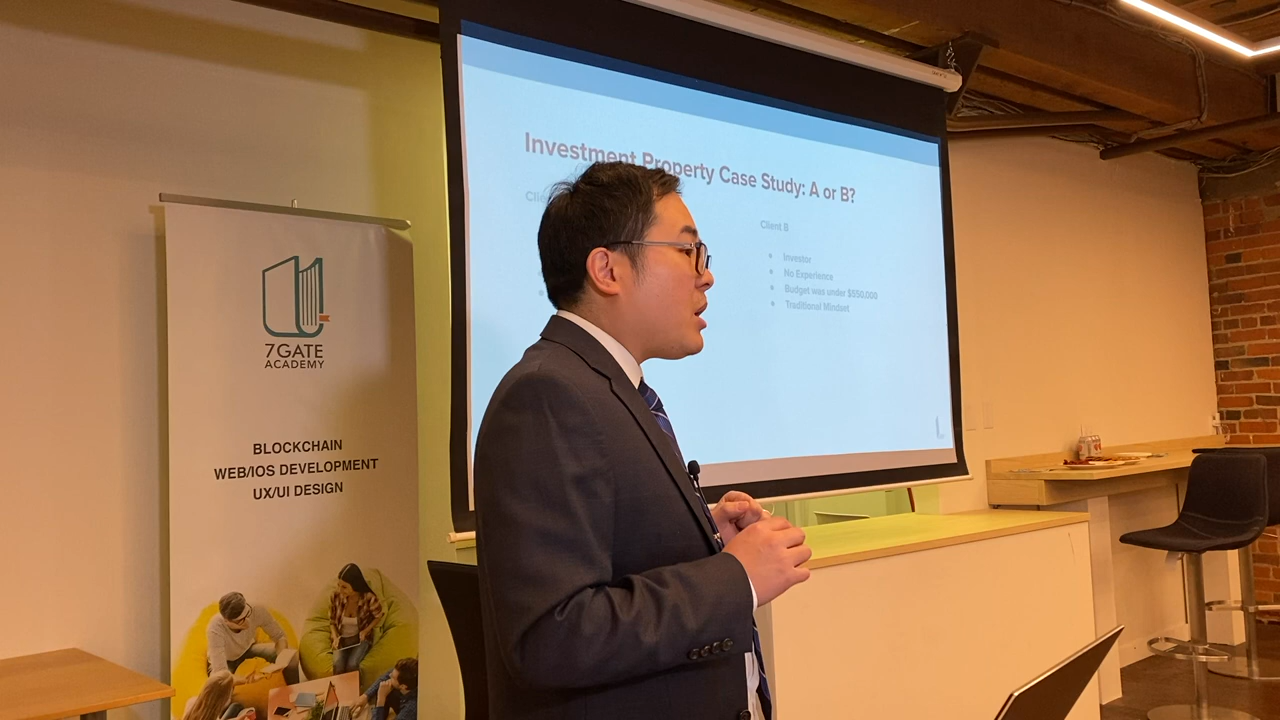 7GATE
ACADEMY
BLOCKCHAIN
WEB/IOS DEVELOPMENT
UX/UI DESIGN
Investment Property Case Study: A or B?
Client B
• Investor
• No Experience
• Budget was under $550,000
• Traditional Mindset